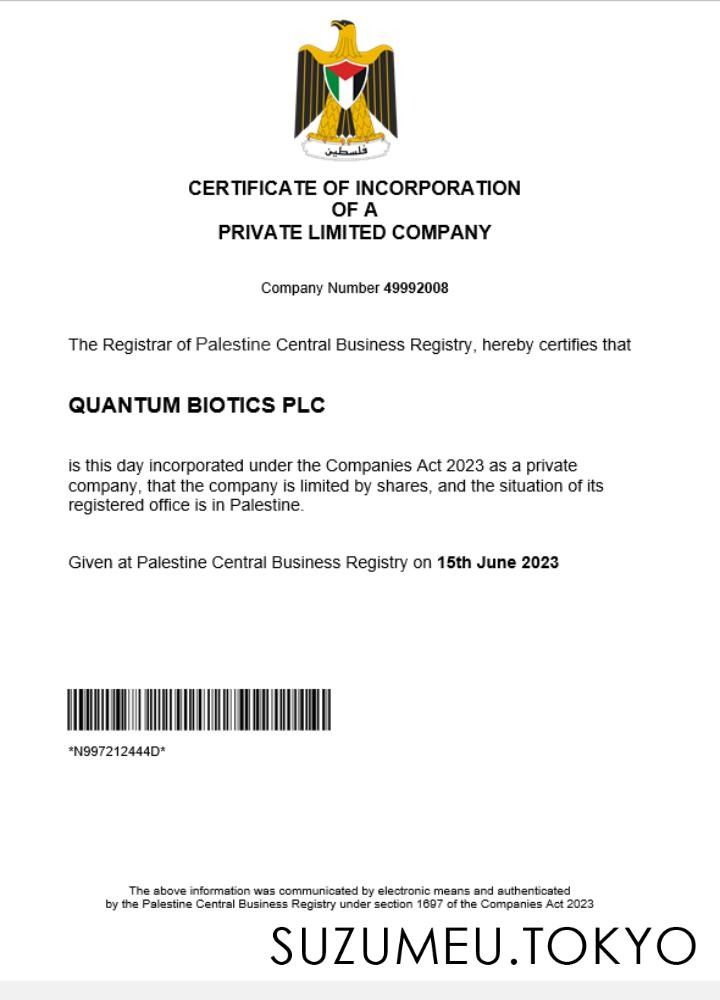 فلسطين
CERTIFICATE OF INCORPORATION
OF A
PRIVATE LIMITED COMPANY
Company Number 49992008
The Registrar of Palestine Central Business Registry, hereby certifies that
QUANTUM BIOTICS PLC
is this day incorporated under the Companies Act 2023 as a private
company, that the company is limited by shares, and the situation of its
registered office is in Palestine.
Given at Palestine Central Business Registry on 15th June 2023
*N997212444D*
The above information was communicated by electronic means and authenticated
by the Palestine Central Business Registry under section 1697 of the Companies Act 2023
SUZUMEU.TOKYO